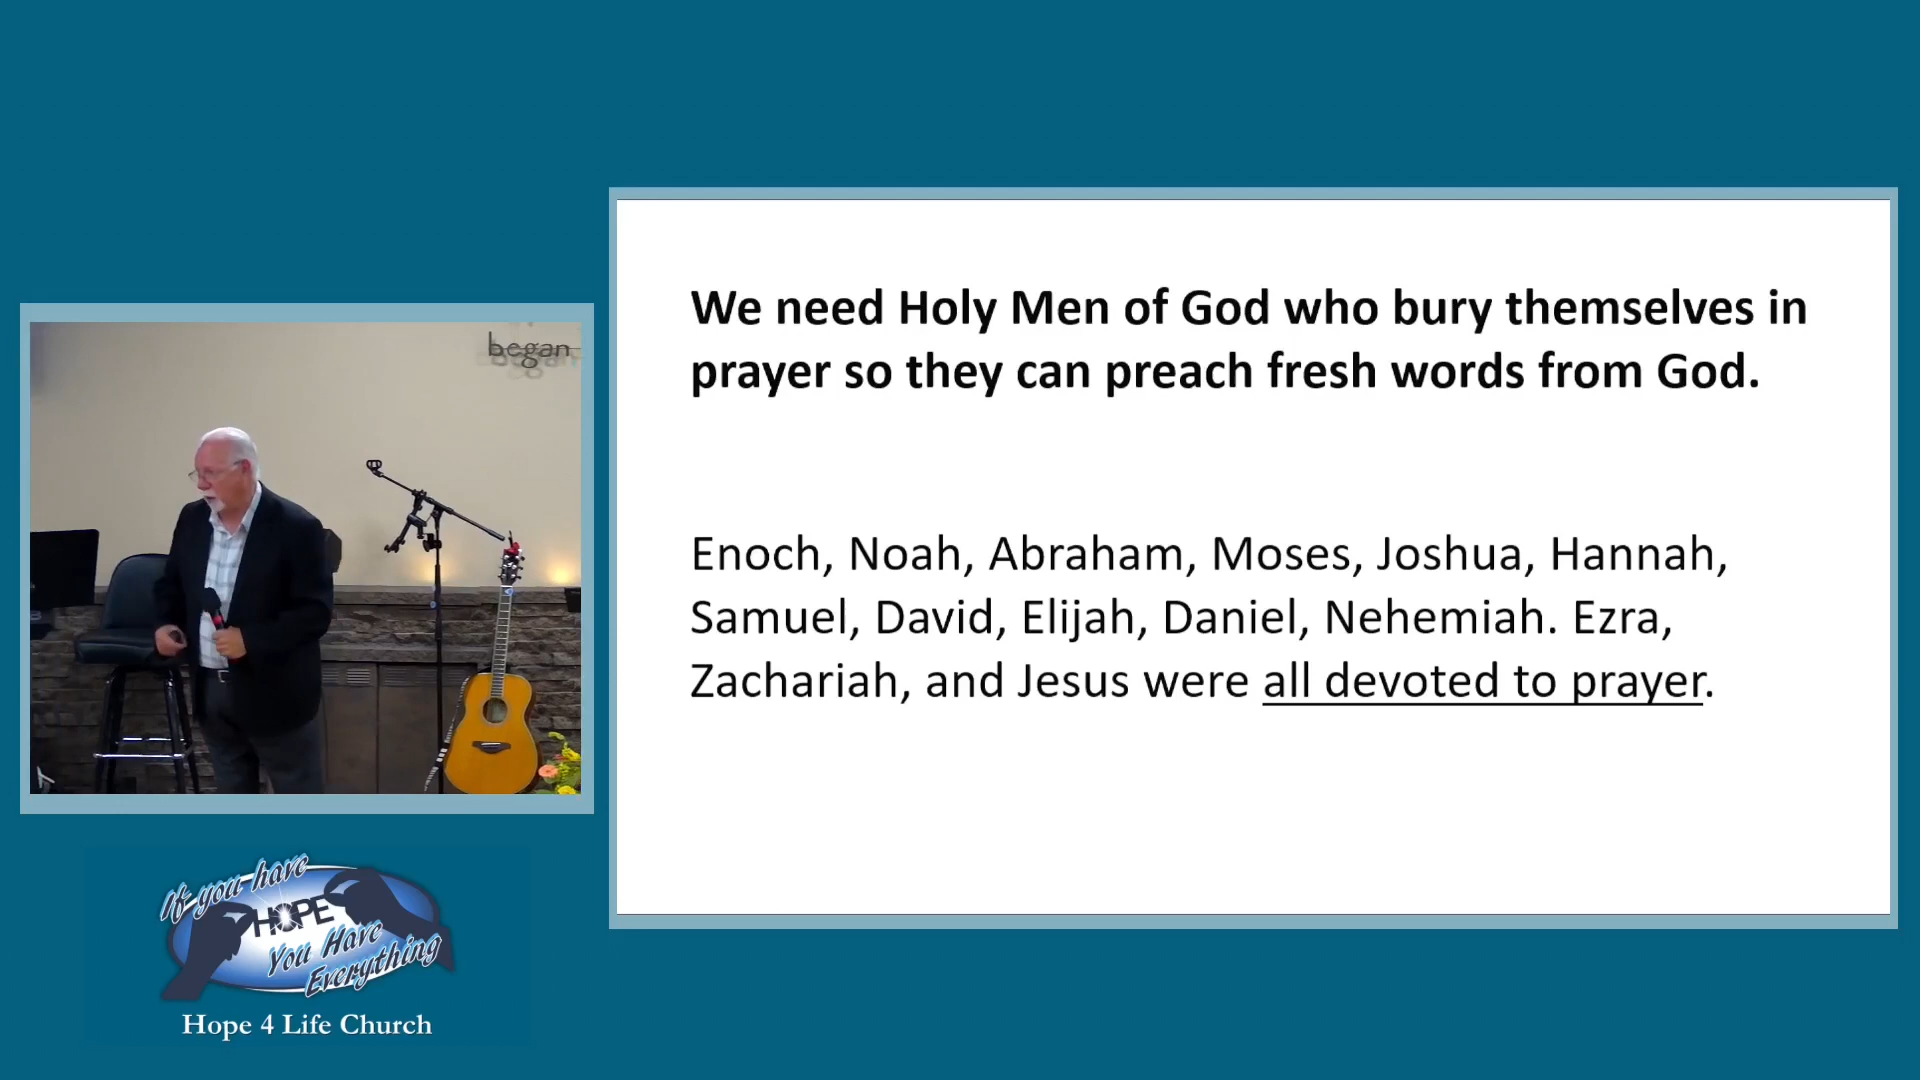 began
We need Holy Men of God who bury themselves in
prayer so they can preach fresh words from God.
Enoch, Noah, Abraham, Moses, Joshua, Hannah,
Samuel, David, Elijah, Daniel, Nehemiah. Ezra,
Zachariah, and Jesus were all devoted to prayer.
If you have
HOPE
You Have
Everything
Hope 4 Life Church